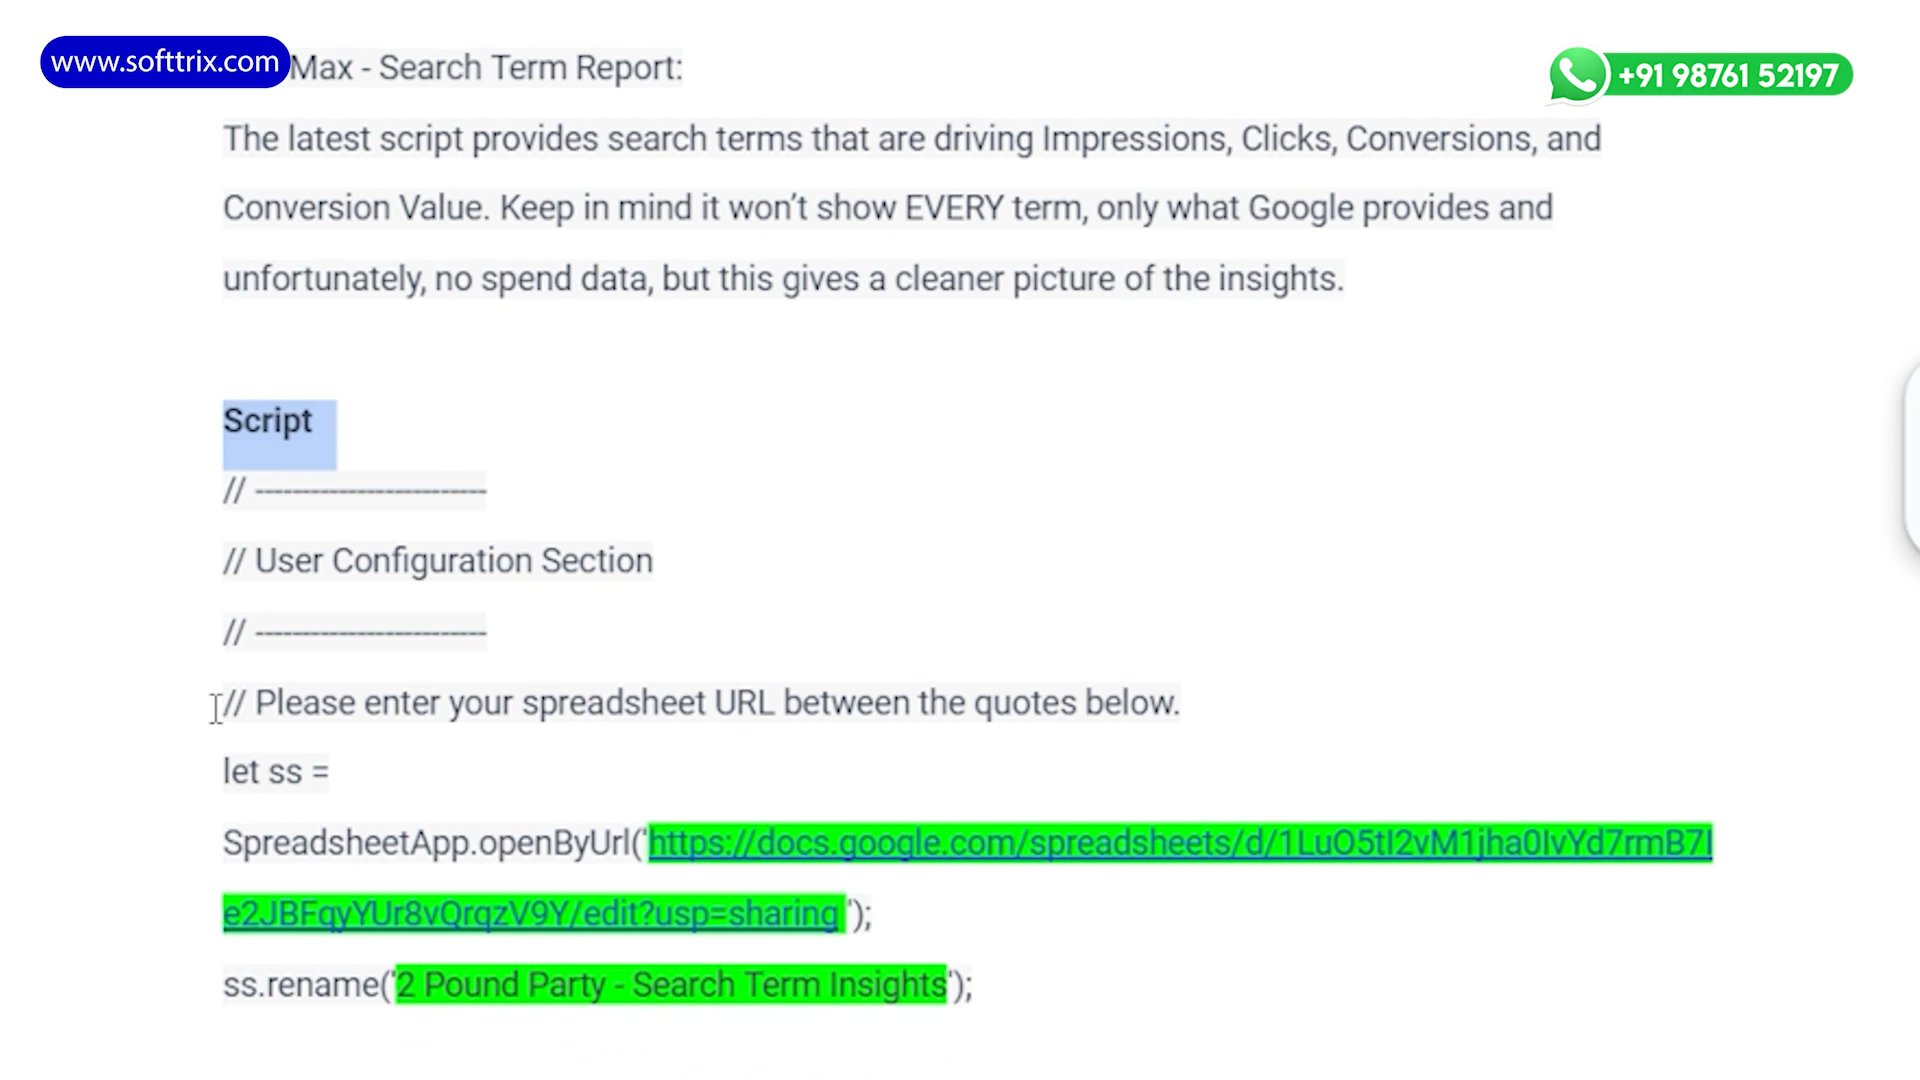 www.softtrix.com
Max - Search Term Report:
+91 98761 52197
The latest script provides search terms that are driving Impressions, Clicks, Conversions, and
Conversion Value. Keep in mind it won't show EVERY term, only what Google provides and
unfortunately, no spend data, but this gives a cleaner picture of the insights.
Script
// -------------------------
// User Configuration Section
// -------------------------
// Please enter your spreadsheet URL between the quotes below.
let ss =
SpreadsheetApp.openByUrl('https://docs.google.com/spreadsheets/d/1LuO5tI2vM1jha0IvYd7rmB7I
e2JBFqyYUr8vQrqzV9Y/edit?usp=sharing ');
ss.rename('2 Pound Party - Search Term Insights');